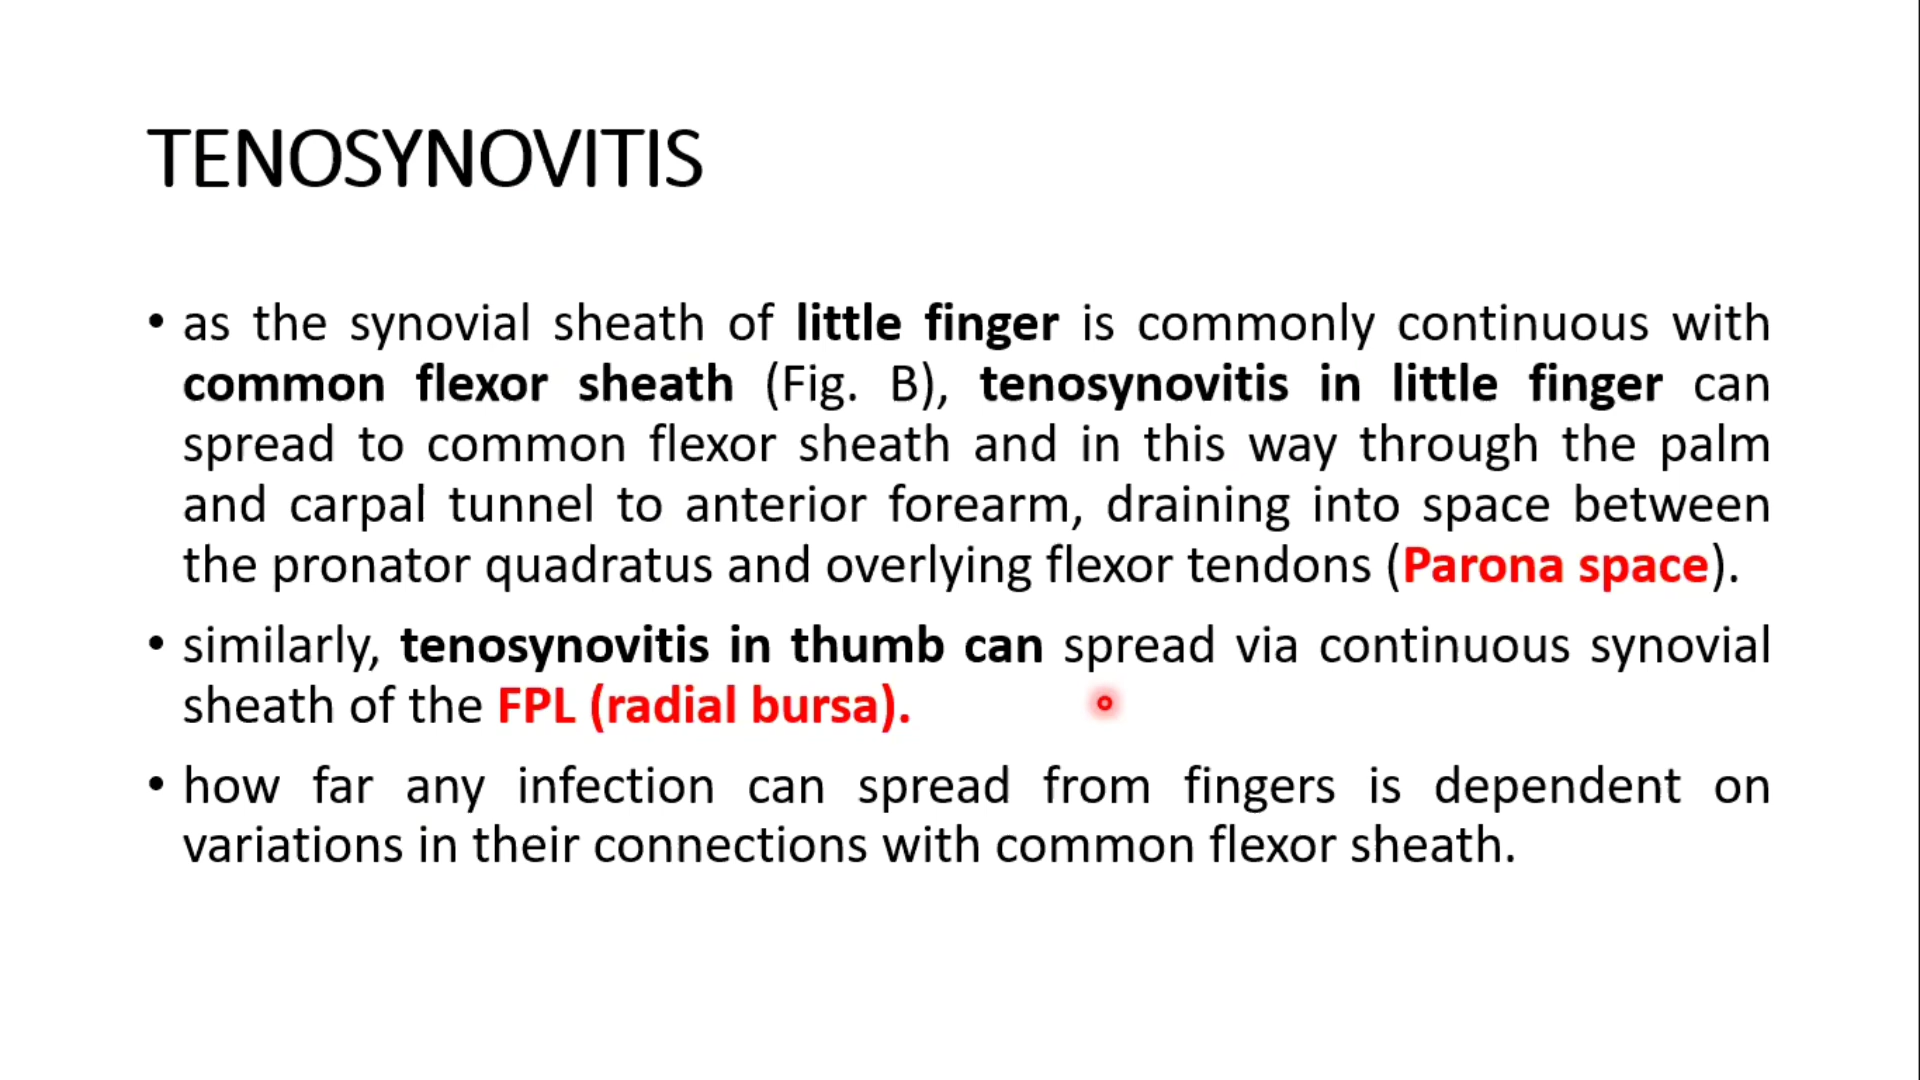 TENOSYNOVITIS
• as the synovial sheath of little finger is commonly continuous with
common flexor sheath (Fig. B), tenosynovitis in little finger can
spread to common flexor sheath and in this way through the palm
and carpal tunnel to anterior forearm, draining into space between
the pronator quadratus and overlying flexor tendons (Parona space).
• similarly, tenosynovitis in thumb can spread via continuous synovial
sheath of the FPL (radial bursa).
• how far any infection can spread from fingers is dependent on
variations in their connections with common flexor sheath.